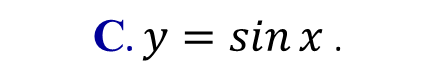 C. y = sin x .